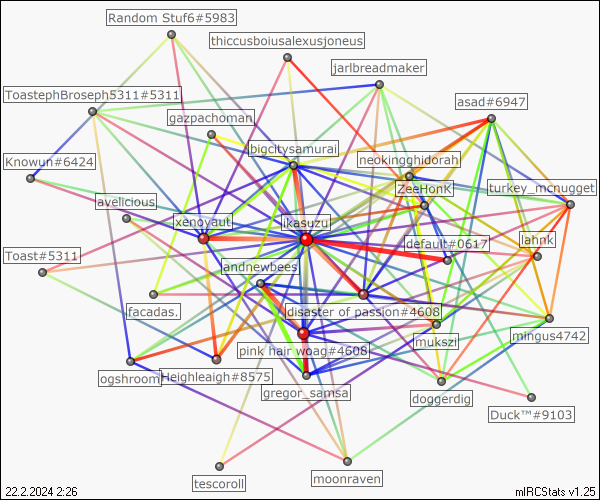 Random Stuf6#5983
thiccusboiusalexusjoneus
jarlbreadmaker
ToastephBroseph5311#5311
asad#6947
gazpachoman
bigcitysamurai
neokingghidorah
Knowun#6424
ZeeHonK
turkey_mcnugget
avelicious
xenoyaut
ikasuzu
default#0617
lahnk
Toast#5311
andnewbees
facadas.
disaster of passion#4608
mingus4742
mukszi
pink hair woag#4608
ogshroom
Heighleigh#8575
gregor_samsa
doggerdig
Duck™#9103
tescoroll
moonraven
22.2.2024 2:26
mIRCStats v1.25